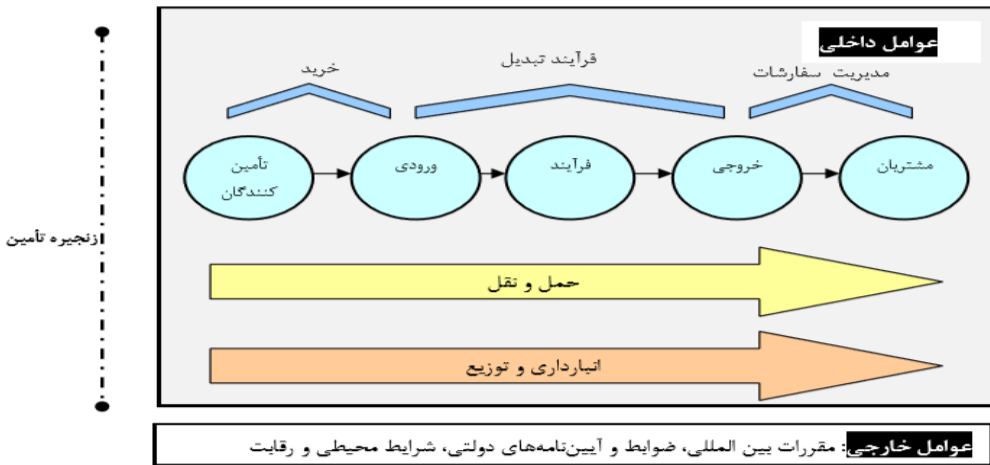 عوامل داخلی
خرید
فرآیند تبدیل
مدیریت سفارشات
تأمین
کنندگان
ورودی
فرآیند
خروجی
مشتریان
زنجیره تأمین
حمل و نقل
انبارداری و توزیع
عوامل خارجی: مقررات بین المللی، ضوابط و آیین‌نامه‌های دولتی، شرایط محیطی و رقابت